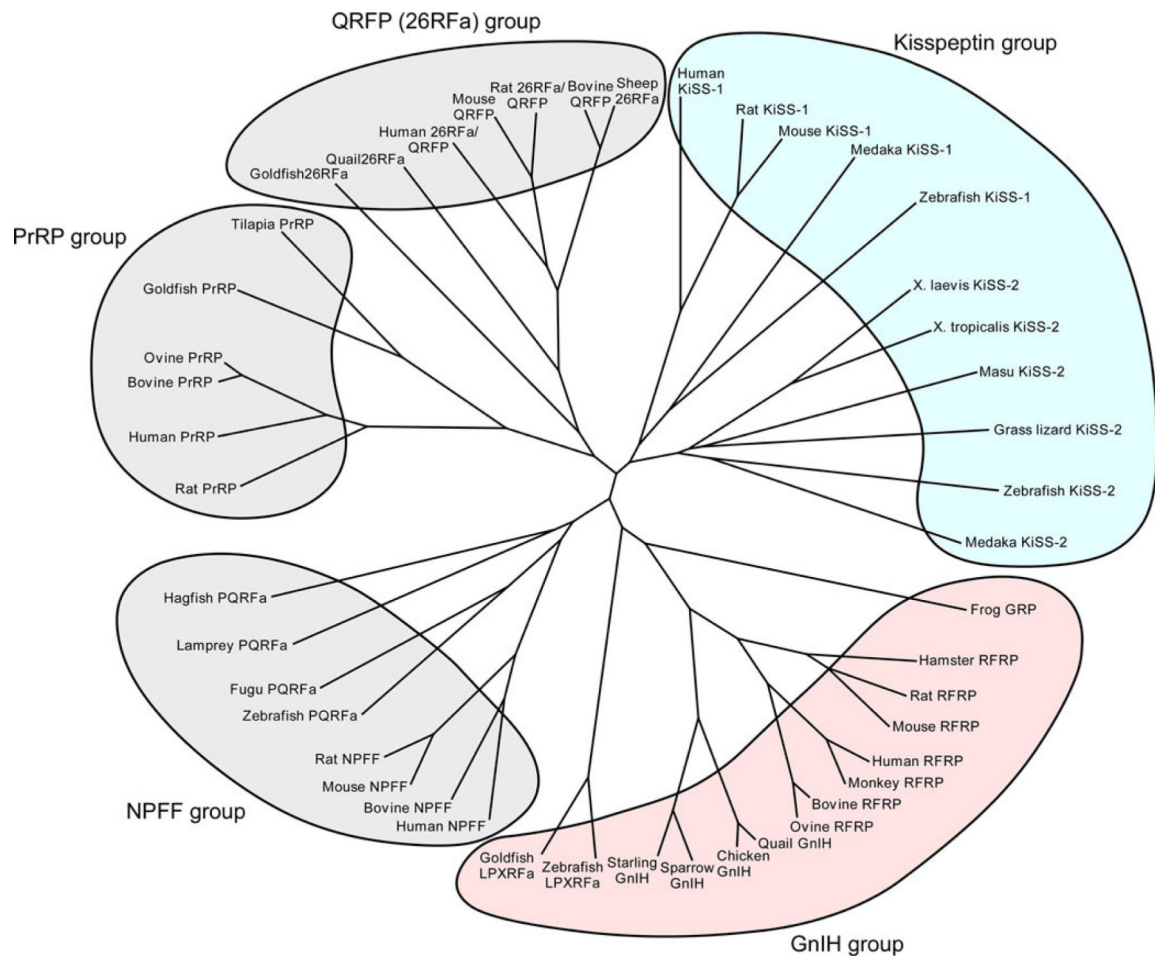 QRFP (26RFa) group
Kisspeptin group
PrRP group
NPFF group
GnIH group
Goldfish26RFa
Quail26RFa
Human 26RFa/
QRFP
Mouse
QRFP
Rat 26RFa/
QRFP
Bovine
QRFP
Sheep
26RFa
Human
KiSS-1
Rat KiSS-1
Mouse KiSS-1
Medaka KiSS-1
Zebrafish KiSS-1
X. laevis KiSS-2
X. tropicalis KiSS-2
Masu KiSS-2
Grass lizard KiSS-2
Zebrafish KiSS-2
Medaka KiSS-2
Tilapia PrRP
Goldfish PrRP
Ovine PrRP
Bovine PrRP
Human PrRP
Rat PrRP
Hagfish PQRFa
Lamprey PQRFa
Fugu PQRFa
Zebrafish PQRFa
Rat NPFF
Mouse NPFF
Bovine NPFF
Human NPFF
Frog GRP
Hamster RFRP
Rat RFRP
Mouse RFRP
Human RFRP
Monkey RFRP
Bovine RFRP
Ovine RFRP
Quail GnIH
Chicken
GnIH
Sparrow
GnIH
Starling
GnIH
Zebrafish
LPXRFa
Goldfish
LPXRFa